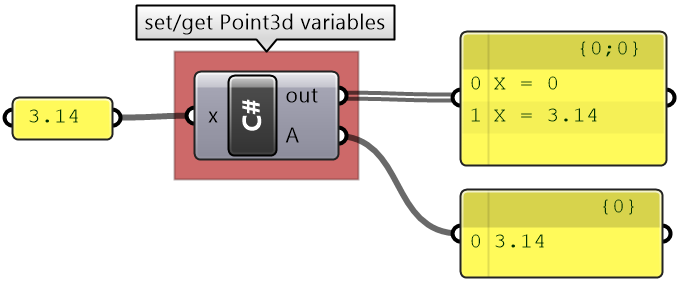 set/get Point3d variables
3.14
x
C#
out
A
{0;0}
0 X = 0
1 X = 3.14
{0}
0 3.14